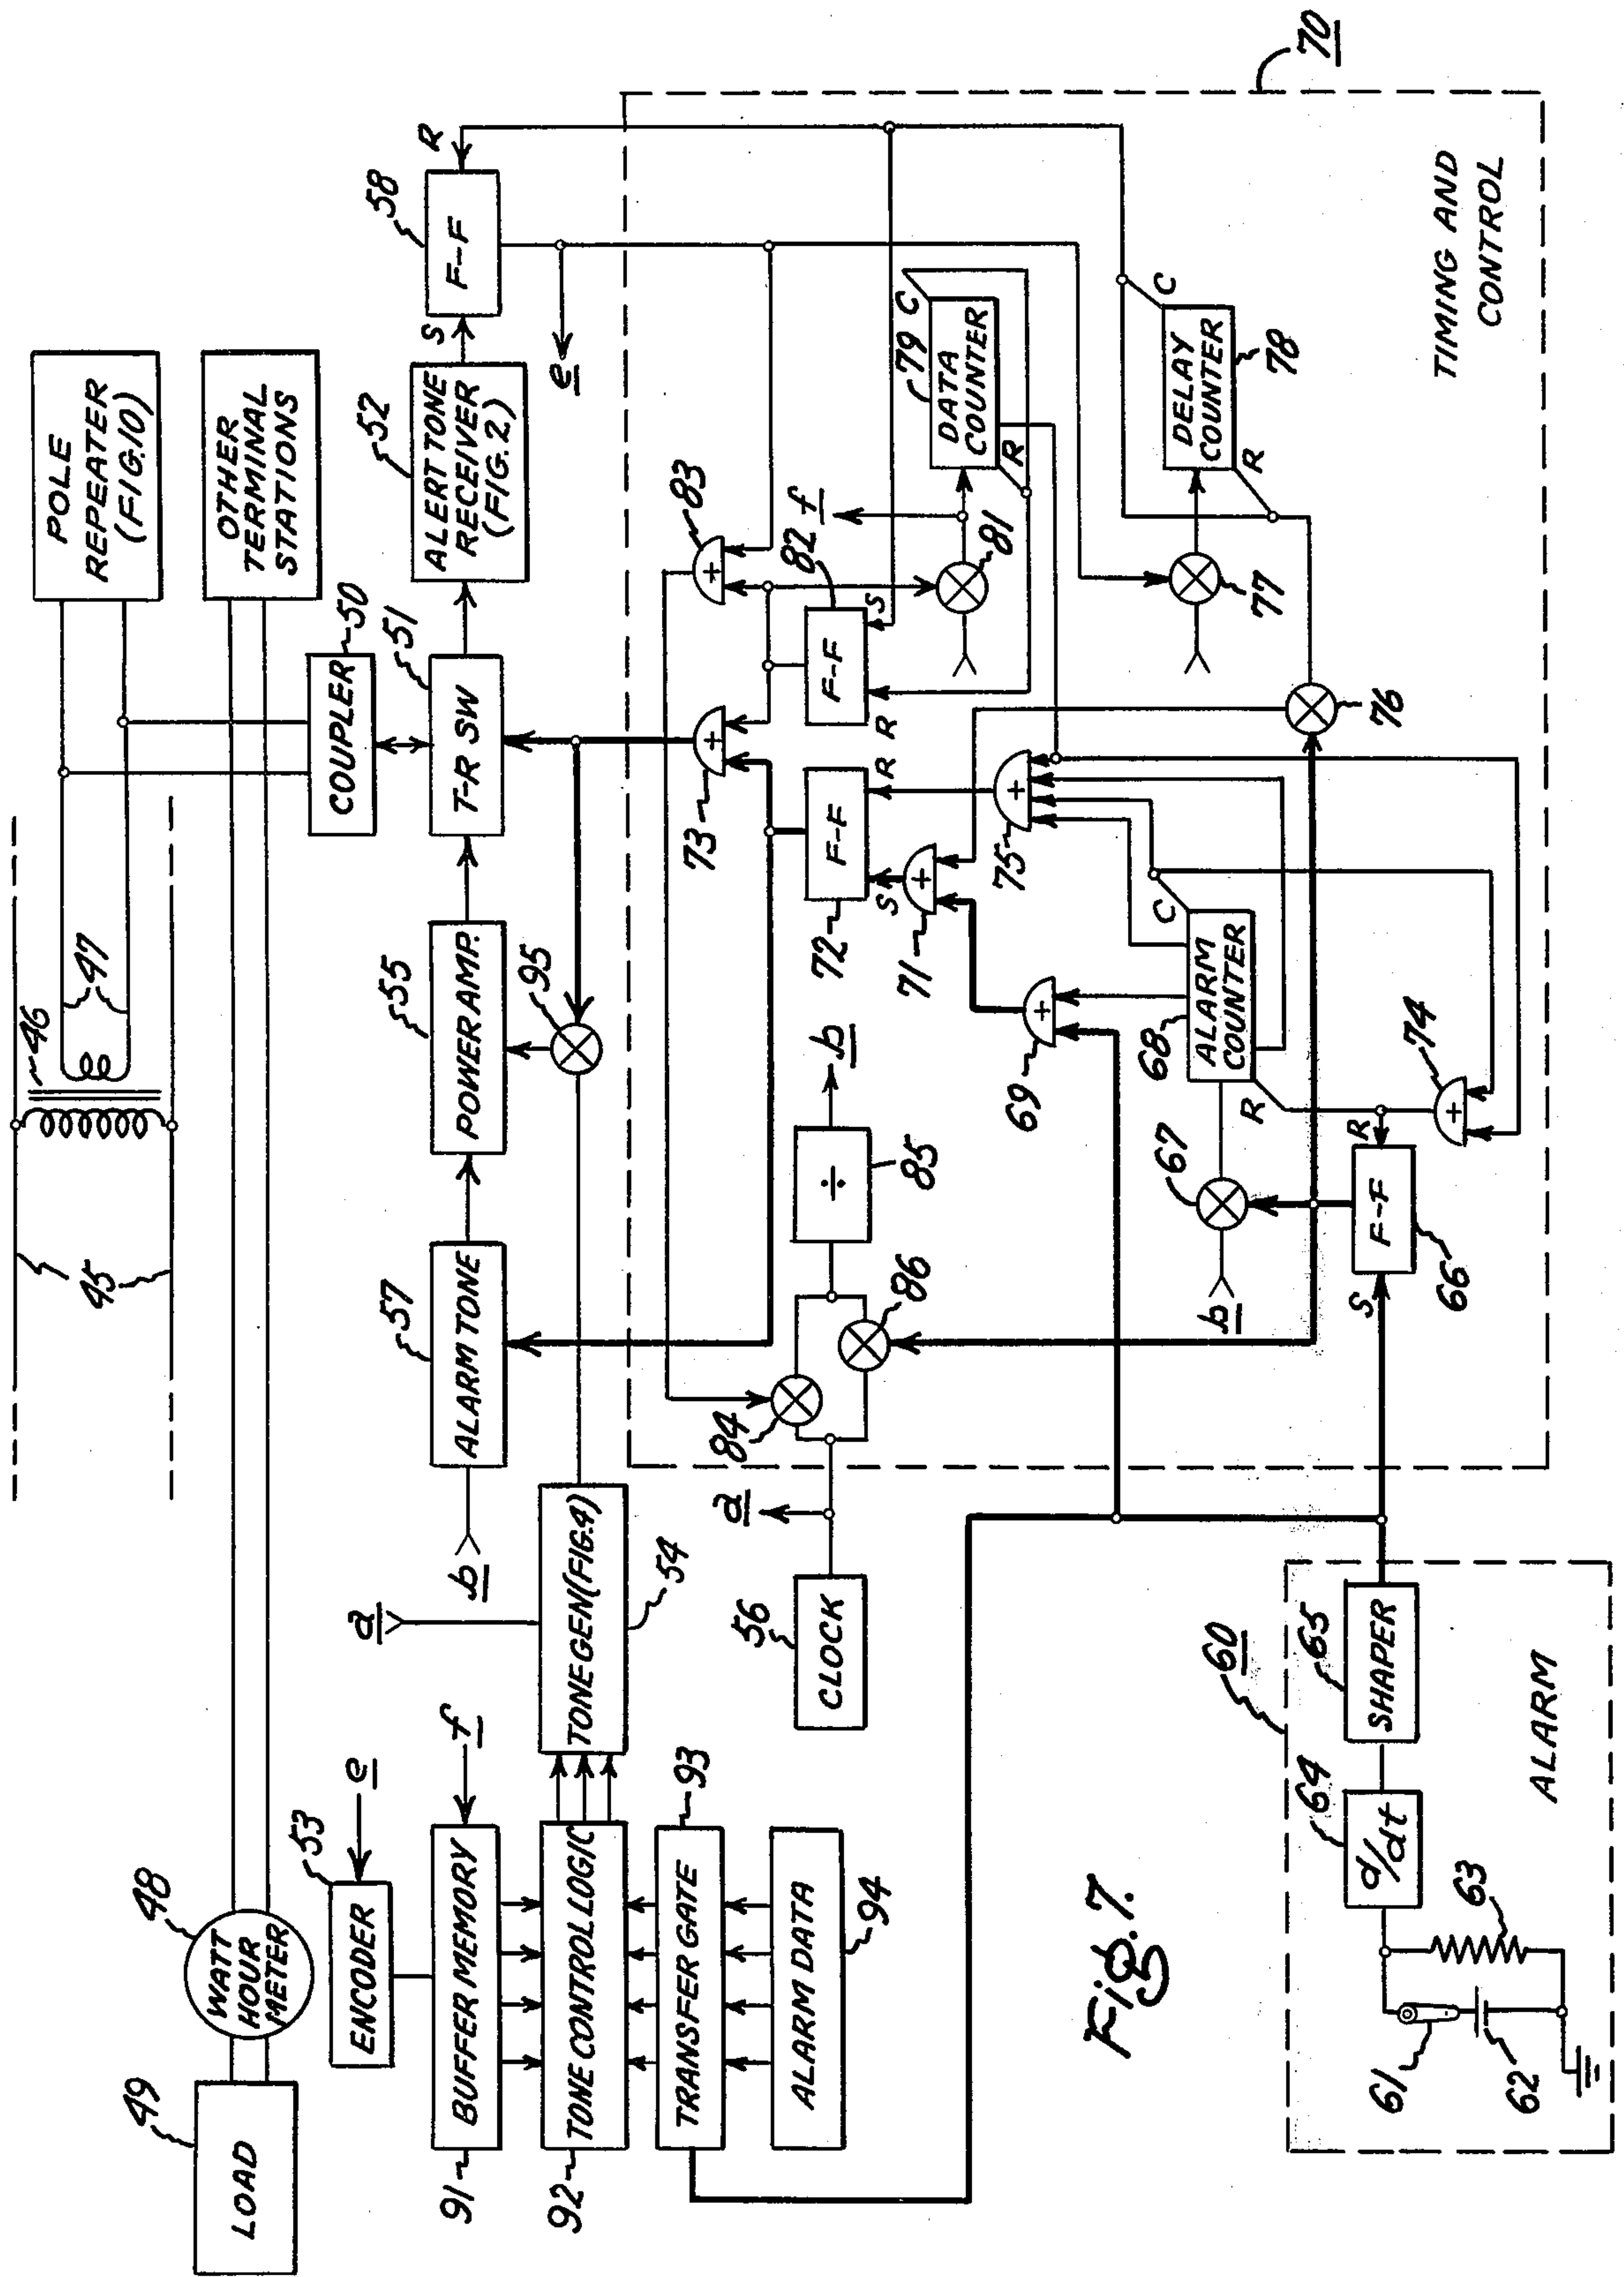 45
46
47
POLE
REPEATER
(FIG.10)
OTHER
TERMINAL
STATIONS
49
LOAD
48
WATT
HOUR
METER
COUPLER
50
53
ENCODER
e
a
b
57
ALARM TONE
55
POWER AMP.
T-R SW
51
52
ALERT TONE
RECEIVER
(FIG.2)
S
58
F-F
R
e
91
BUFFER MEMORY
f
92
TONE CONTROL LOGIC
TONE GEN (FIG.4)
54
95
TRANSFER GATE
93
ALARM DATA
94
56
CLOCK
a
84
86
÷
85
b
73
+
83
+
72
F-F
S
R
82
F-F
R
S
f
81
79
DATA
COUNTER
C
R
71
+
69
+
75
+
b
67
68
ALARM
COUNTER
C
R
76
77
DELAY
COUNTER
78
C
R
S
F-F
66
R
74
+
TIMING AND
CONTROL
70
60
61
62
63
64
d/dt
65
SHAPER
ALARM
Fig.7.